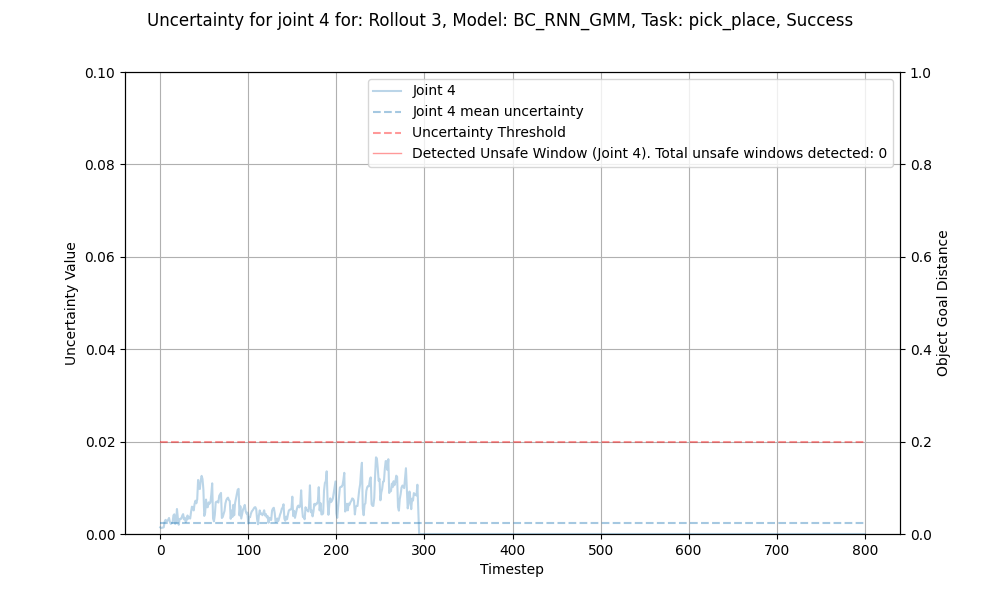 Uncertainty for joint 4 for: Rollout 3, Model: BC_RNN_GMM, Task: pick_place, Success
Joint 4
Joint 4 mean uncertainty
Uncertainty Threshold
Detected Unsafe Window (Joint 4). Total unsafe windows detected: 0
Uncertainty Value
0.10
0.08
0.06
0.04
0.02
0.00
1.0
0.8
0.6
0.4
0.2
0.0
Object Goal Distance
0 100 200 300 400 500 600 700 800
Timestep